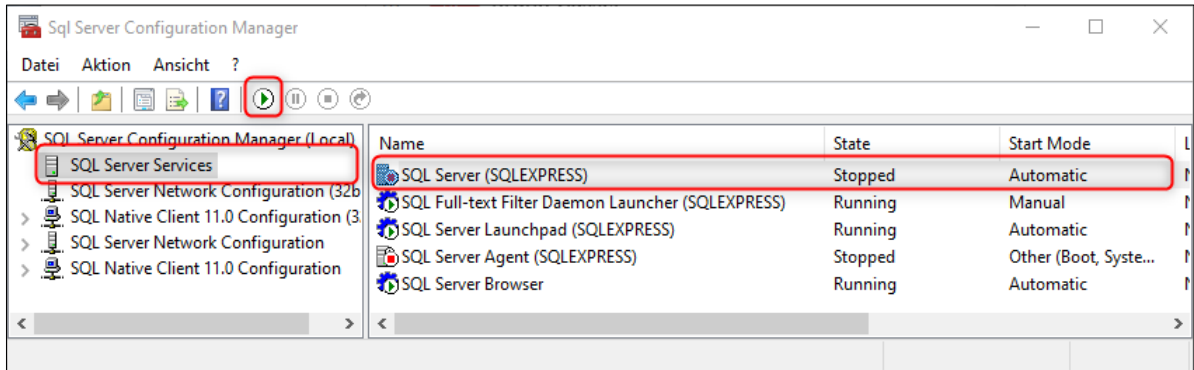 Sql Server Configuration Manager
Datei Aktion Ansicht ?
SQL Server Configuration Manager (Local)
SQL Server Services
SQL Server Network Configuration (32b
SQL Native Client 11.0 Configuration (3
SQL Server Network Configuration
SQL Native Client 11.0 Configuration
Name State Start Mode
SQL Server (SQLEXPRESS) Stopped Automatic
SQL Full-text Filter Daemon Launcher (SQLEXPRESS) Running Manual
SQL Server Launchpad (SQLEXPRESS) Running Automatic
SQL Server Agent (SQLEXPRESS) Stopped Other (Boot, Syste...
SQL Server Browser Running Automatic